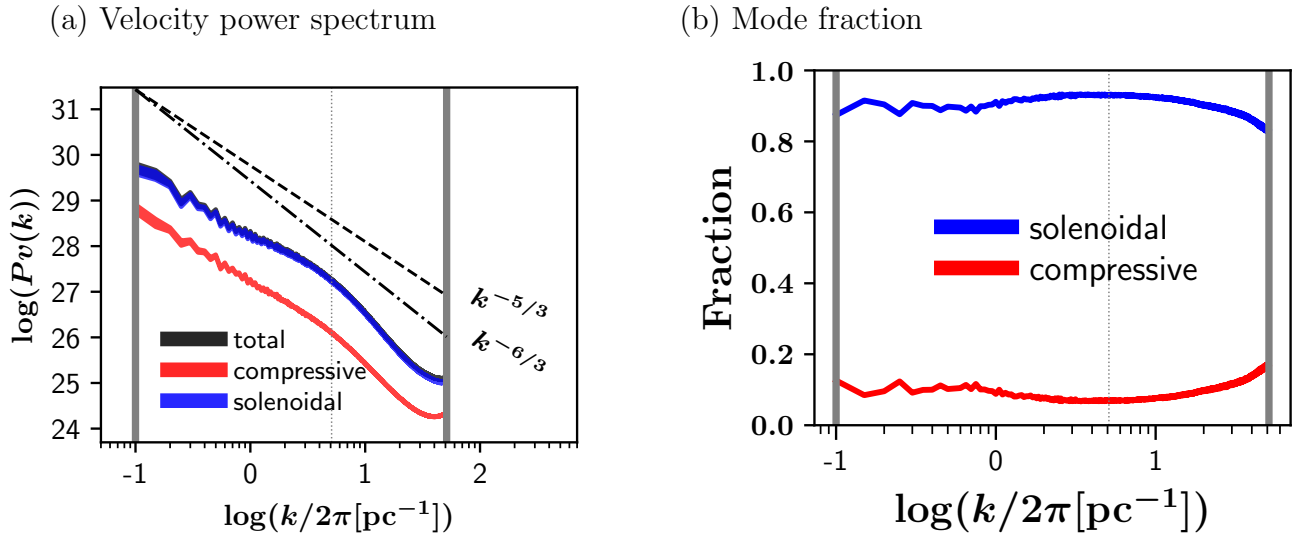 (a) Velocity power spectrum
log(Pv(k))
31
30
29
28
27
26
25
24
k^{-5/3}
k^{-6/3}
total
compressive
solenoidal
-1 0 1 2
log(k/2π[pc^{-1}])
(b) Mode fraction
Fraction
1.0
0.8
0.6
0.4
0.2
0.0
solenoidal
compressive
-1 0 1
log(k/2π[pc^{-1}])